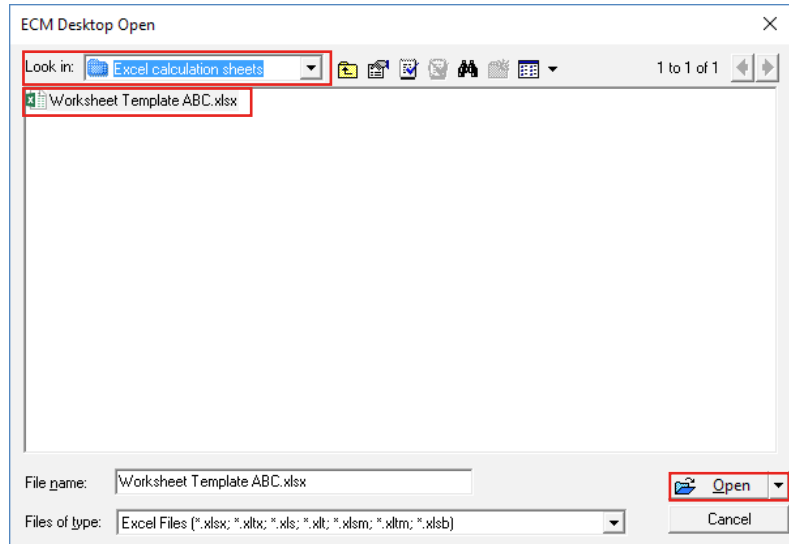 ECM Desktop Open
Look in: Excel calculation sheets 1 to 1 of 1
Worksheet Template ABC.xlsx
File name: Worksheet Template ABC.xlsx Open
Files of type: Excel Files (*.xlsx; *.xltx; *.xls; *.xlt; *.xlsm; *.xltm; *.xlsb) Cancel